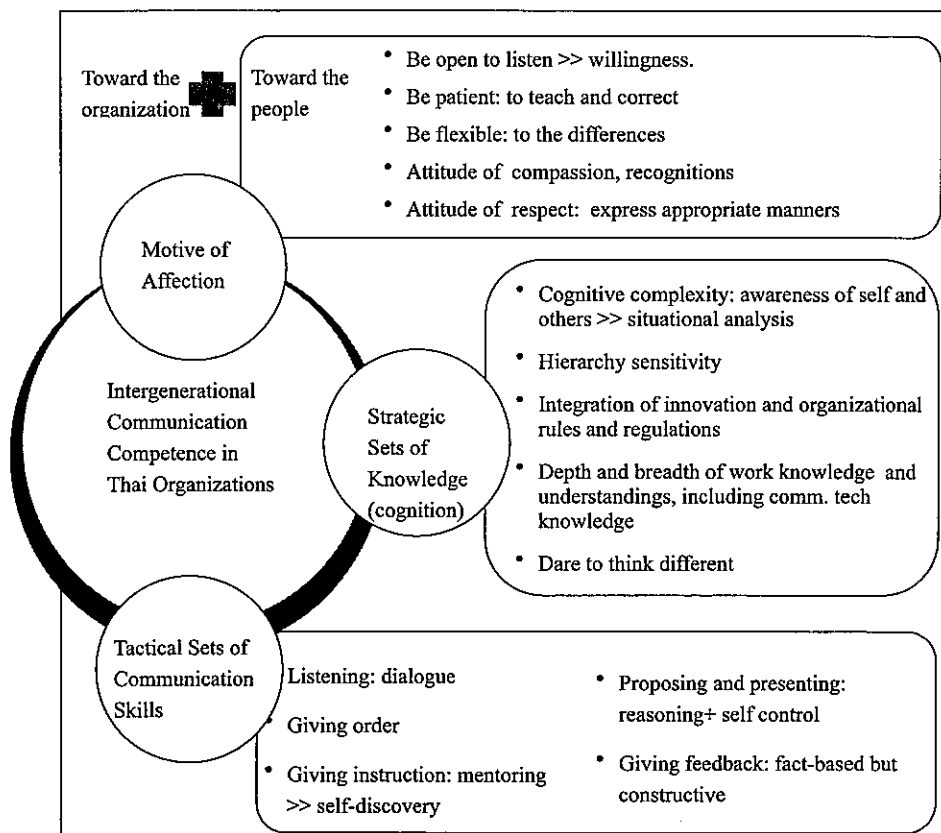 Toward the
organization
Toward the
people
• Be open to listen >> willingness.
• Be patient: to teach and correct
• Be flexible: to the differences
• Attitude of compassion, recognitions
• Attitude of respect: express appropriate manners
Motive of
Affection
Intergenerational
Communication
Competence in
Thai Organizations
Strategic
Sets of
Knowledge
(cognition)
• Cognitive complexity: awareness of self and
others >> situational analysis
• Hierarchy sensitivity
• Integration of innovation and organizational
rules and regulations
• Depth and breadth of work knowledge and
understandings, including comm. tech
knowledge
• Dare to think different
Tactical Sets of
Communication
Skills
Listening: dialogue
• Giving order
• Giving instruction: mentoring
>> self-discovery
• Proposing and presenting:
reasoning+ self control
• Giving feedback: fact-based but
constructive